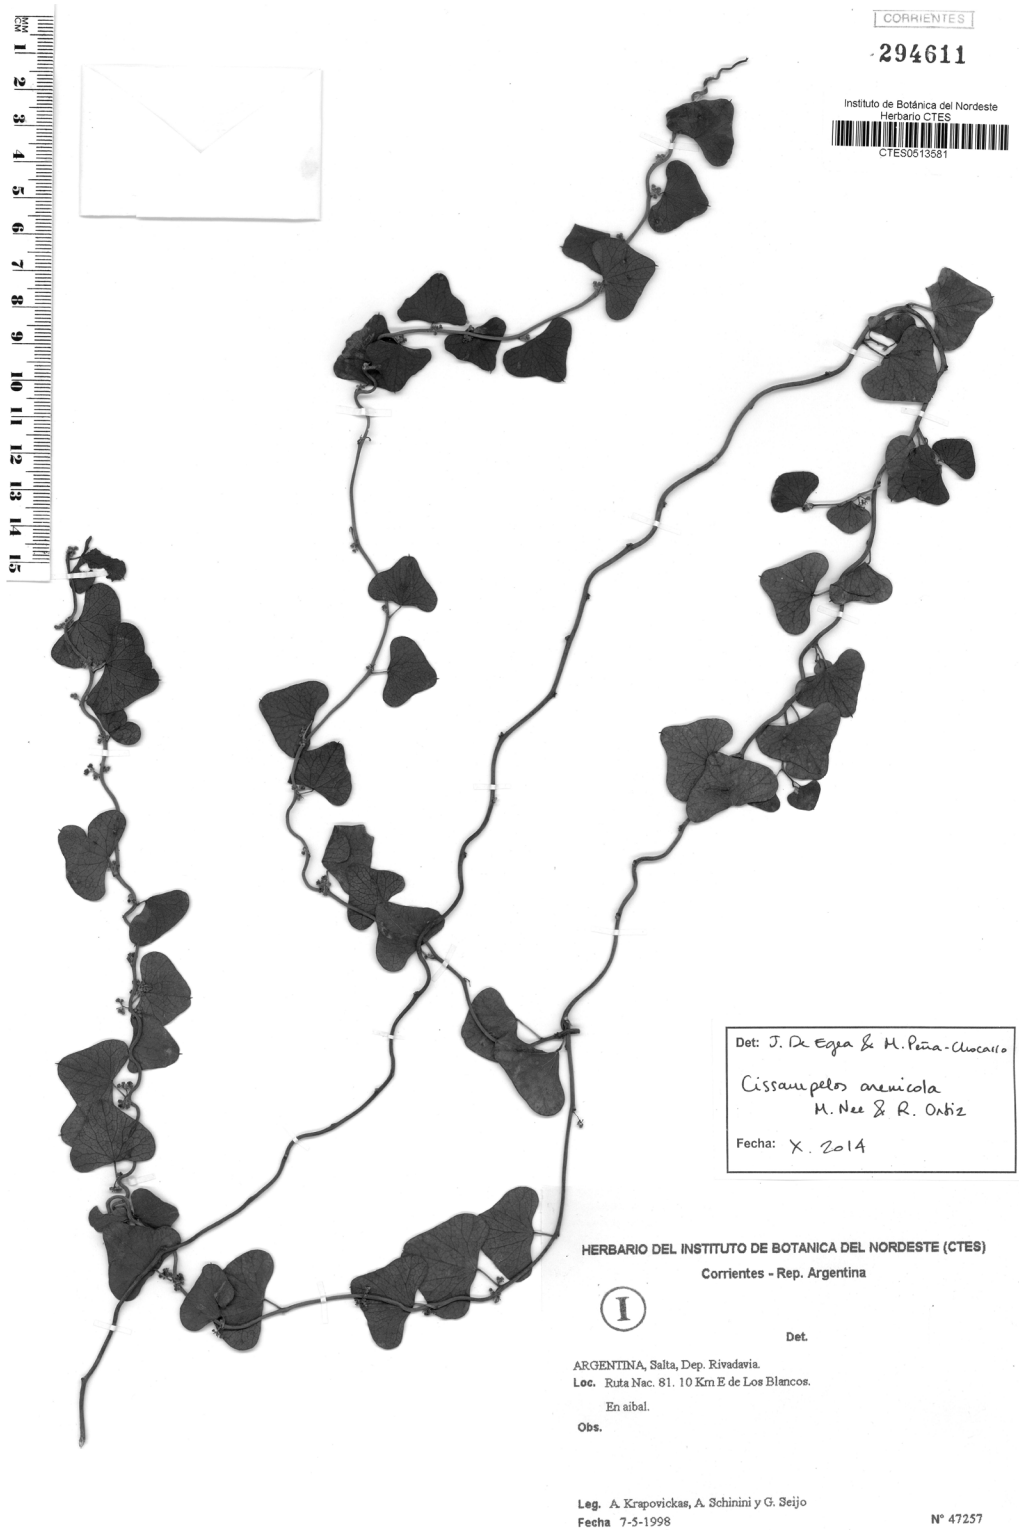 CORRIENTES
294611
Instituto de Botánica del Nordeste
Herbario CTES
CTES0513581
MM
CM
1
2
3
4
5
6
7
8
9
10
11
12
13
14
15
Det: J. De Egea & M. Peña-Chocarro
Cissampelos arenicola
M. Nee & R. Ortiz
Fecha: X. 2014
HERBARIO DEL INSTITUTO DE BOTANICA DEL NORDESTE (CTES)
Corrientes - Rep. Argentina
I
Det.
ARGENTINA, Salta, Dep. Rivadavia.
Loc. Ruta Nac. 81. 10 Km E de Los Blancos.
En aibal.
Obs.
Leg. A. Krapovickas, A. Schinini y G. Seijo
Fecha 7-5-1998
N° 47257